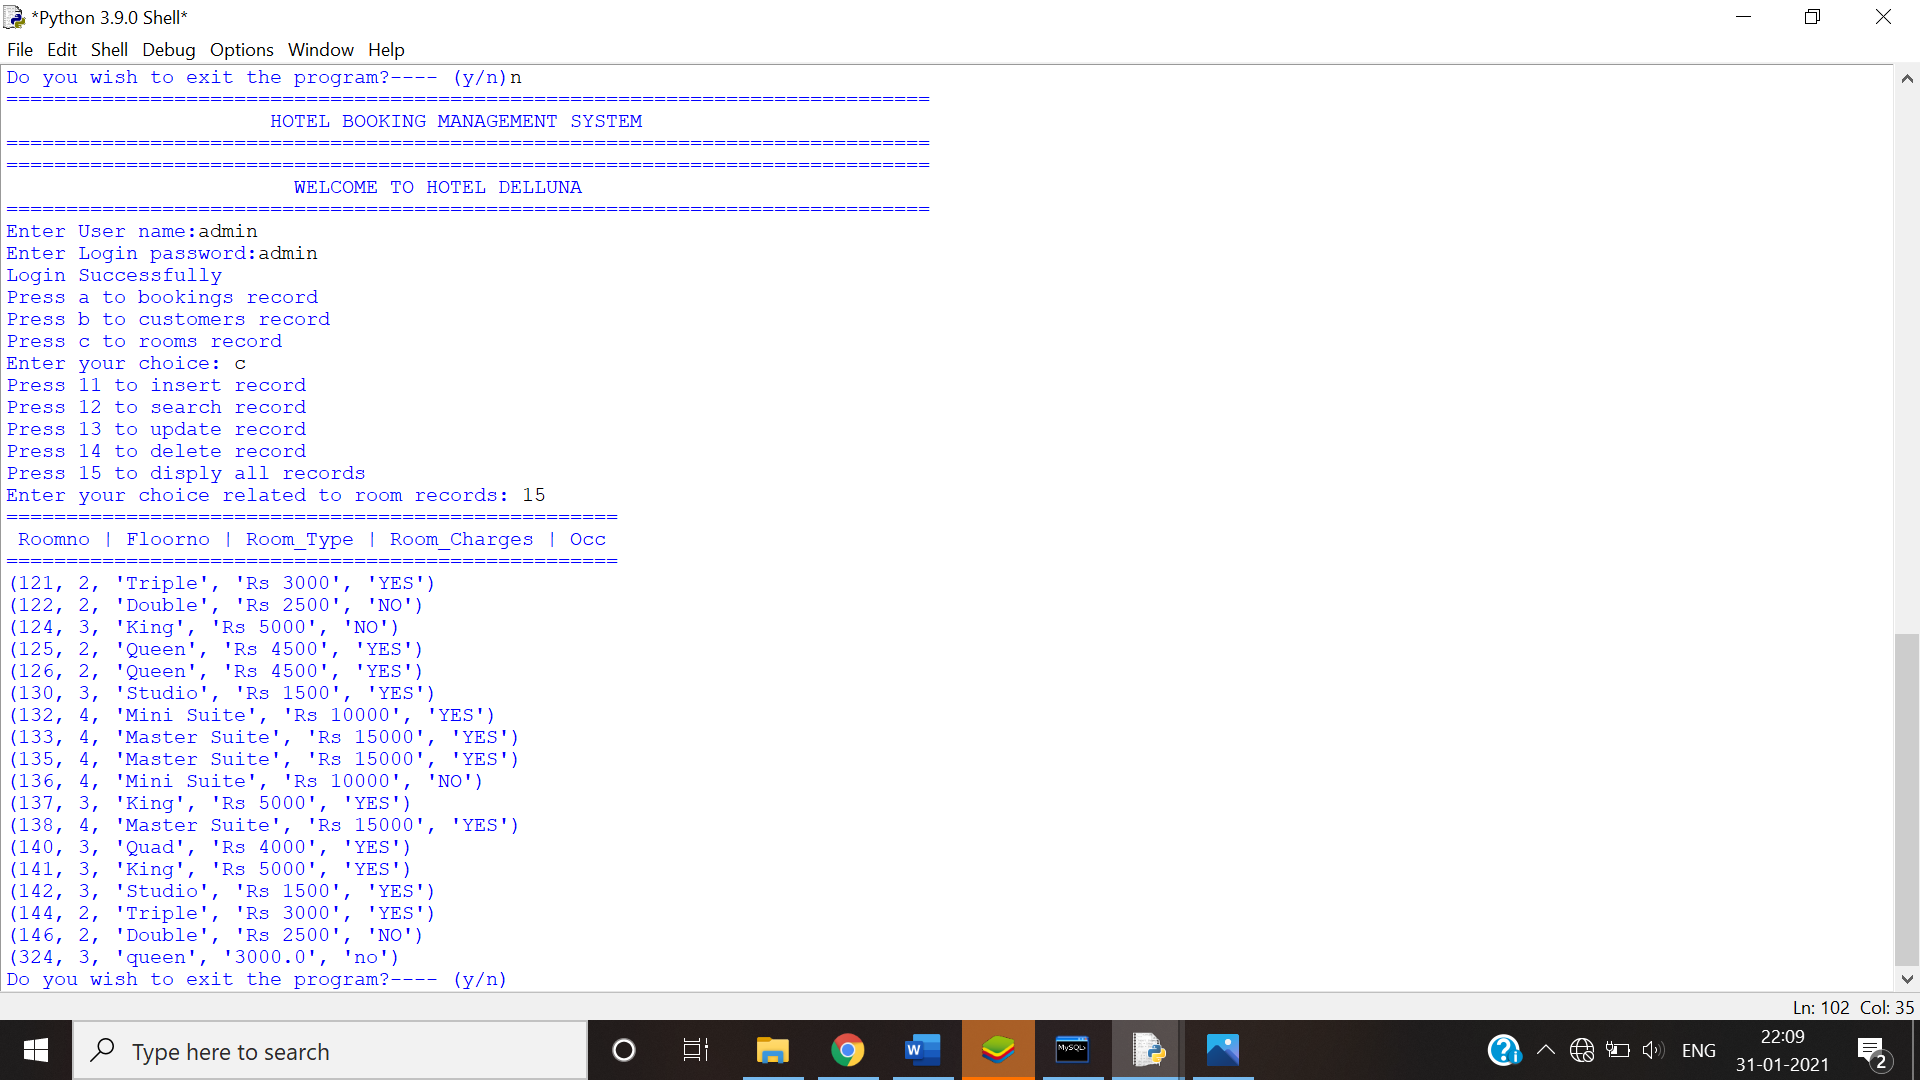 *Python 3.9.0 Shell*
File Edit Shell Debug Options Window Help
Do you wish to exit the program?---- (y/n)n
=============================================================================
HOTEL BOOKING MANAGEMENT SYSTEM
=============================================================================
=============================================================================
WELCOME TO HOTEL DELLUNA
=============================================================================
Enter User name:admin
Enter Login password:admin
Login Successfully
Press a to bookings record
Press b to customers record
Press c to rooms record
Enter your choice: c
Press 11 to insert record
Press 12 to search record
Press 13 to update record
Press 14 to delete record
Press 15 to disply all records
Enter your choice related to room records: 15
===================================================
Roomno | Floorno | Room_Type | Room_Charges | Occ
===================================================
(121, 2, 'Triple', 'Rs 3000', 'YES')
(122, 2, 'Double', 'Rs 2500', 'NO')
(124, 3, 'King', 'Rs 5000', 'NO')
(125, 2, 'Queen', 'Rs 4500', 'YES')
(126, 2, 'Queen', 'Rs 4500', 'YES')
(130, 3, 'Studio', 'Rs 1500', 'YES')
(132, 4, 'Mini Suite', 'Rs 10000', 'YES')
(133, 4, 'Master Suite', 'Rs 15000', 'YES')
(135, 4, 'Master Suite', 'Rs 15000', 'YES')
(136, 4, 'Mini Suite', 'Rs 10000', 'NO')
(137, 3, 'King', 'Rs 5000', 'YES')
(138, 4, 'Master Suite', 'Rs 15000', 'YES')
(140, 3, 'Quad', 'Rs 4000', 'YES')
(141, 3, 'King', 'Rs 5000', 'YES')
(142, 3, 'Studio', 'Rs 1500', 'YES')
(144, 2, 'Triple', 'Rs 3000', 'YES')
(146, 2, 'Double', 'Rs 2500', 'NO')
(324, 3, 'queen', '3000.0', 'no')
Do you wish to exit the program?---- (y/n)
Ln: 102 Col: 35
Type here to search
W
MySQL
ENG
22:09
31-01-2021
2